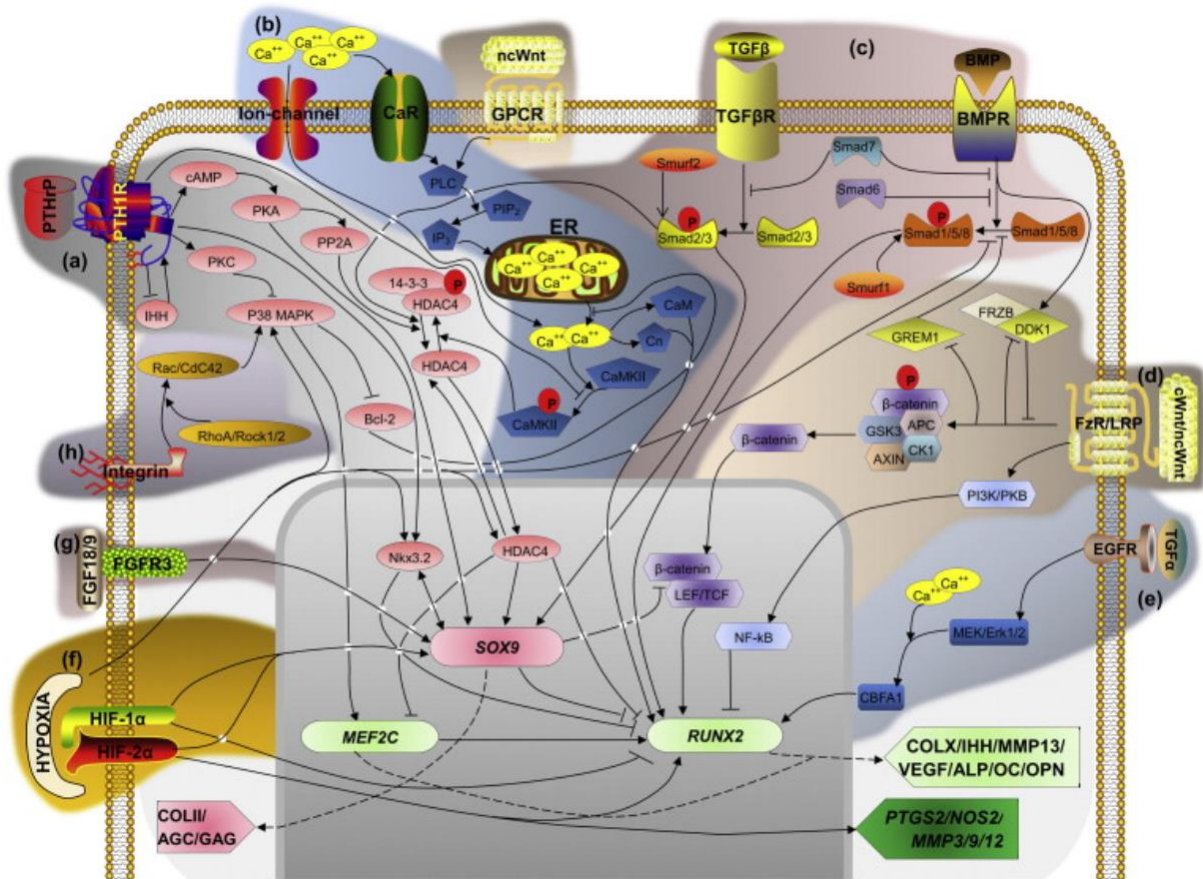 (b)
Ca++
Ca++
Ca++
Ca++
Ca++
ncWnt
TGFβ
(c)
BMP
Ion-channel
CaR
GPCR
TGFβR
BMPR
PTHrP
PTH1R
cAMP
PLC
Smurf2
Smad7
Smad6
PKA
PIP₂
P
P
PP2A
IP₃
ER
Smad2/3
Smad2/3
Smad1/5/8
Smad1/5/8
(a)
PKC
Ca++
Ca++
Ca++
Ca++
14-3-3
P
HDAC4
Smurf1
IHH
P38 MAPK
CaM
FRZB
DDK1
Ca++
Ca++
Cn
GREM1
Rac/CdC42
HDAC4
CaMKII
(d)
P
P
β-catenin
cWnt/ncWnt
Bcl-2
CaMKII
FzR/LRP
RhoA/Rock1/2
β-catenin
GSK3
APC
(h)
Integrin
AXIN
CK1
PI3K/PKB
(g)
FGF18/9
FGFR3
Nkx3.2
HDAC4
β-catenin
LEF/TCF
EGFR
TGFα
Ca++
Ca++
(e)
NF-kB
MEK/Erk1/2
SOX9
(f)
HYPOXIA
CBFA1
HIF-1α
HIF-2α
MEF2C
RUNX2
COLX/IHH/MMP13/
VEGF/ALP/OC/OPN
COLII/
AGC/GAG
PTGS2/NOS2/
MMP3/9/12